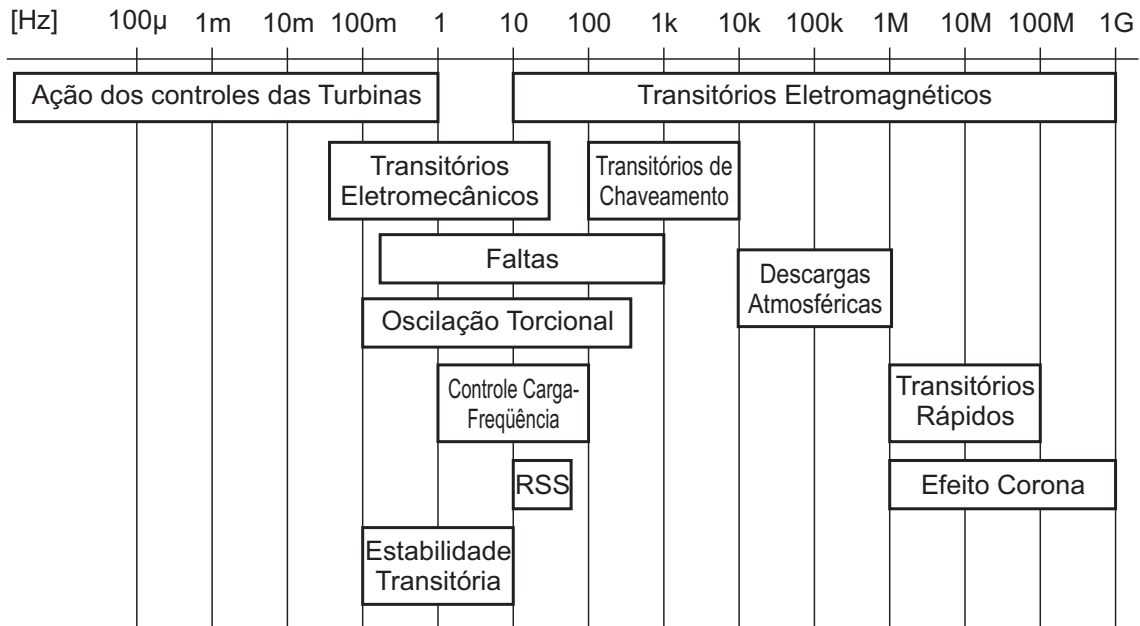 [Hz] 100µ 1m 10m 100m 1 10 100 1k 10k 100k 1M 10M 100M 1G
Ação dos controles das Turbinas
Transitórios Eletromagnéticos
Transitórios
Eletromecânicos
Transitórios de
Chaveamento
Faltas
Descargas
Atmosféricas
Oscilação Torcional
Controle Carga-
Freqüência
Transitórios
Rápidos
RSS
Efeito Corona
Estabilidade
Transitória